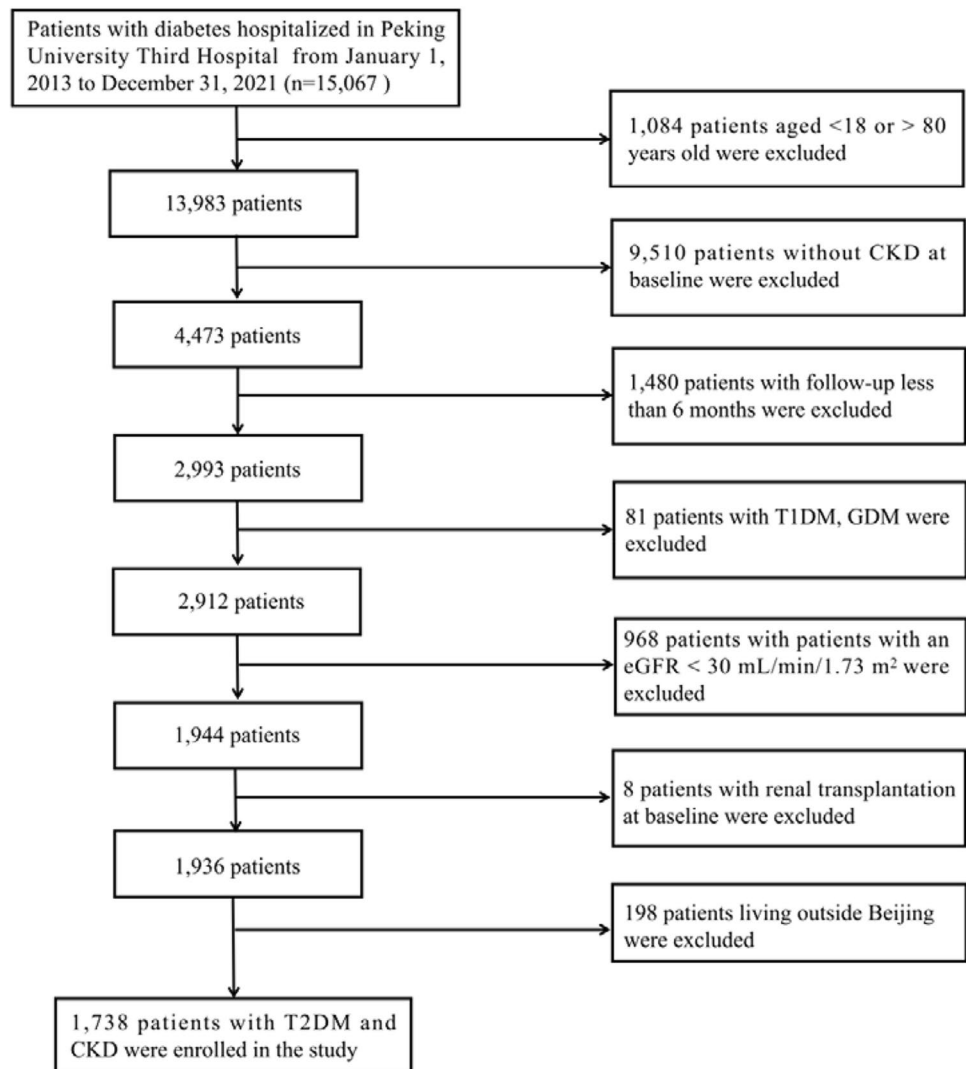 Patients with diabetes hospitalized in Peking
University Third Hospital from January 1,
2013 to December 31, 2021 (n=15,067 )
1,084 patients aged <18 or > 80
years old were excluded
13,983 patients
9,510 patients without CKD at
baseline were excluded
4,473 patients
1,480 patients with follow-up less
than 6 months were excluded
2,993 patients
81 patients with T1DM, GDM were
excluded
2,912 patients
968 patients with patients with an
eGFR < 30 mL/min/1.73 m² were
excluded
1,944 patients
8 patients with renal transplantation
at baseline were excluded
1,936 patients
198 patients living outside Beijing
were excluded
1,738 patients with T2DM and
CKD were enrolled in the study